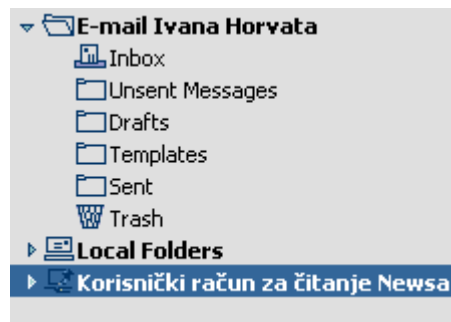 E-mail Ivana Horvata
Inbox
Unsent Messages
Drafts
Templates
Sent
Trash
Local Folders
Korisnički račun za čitanje Newsa